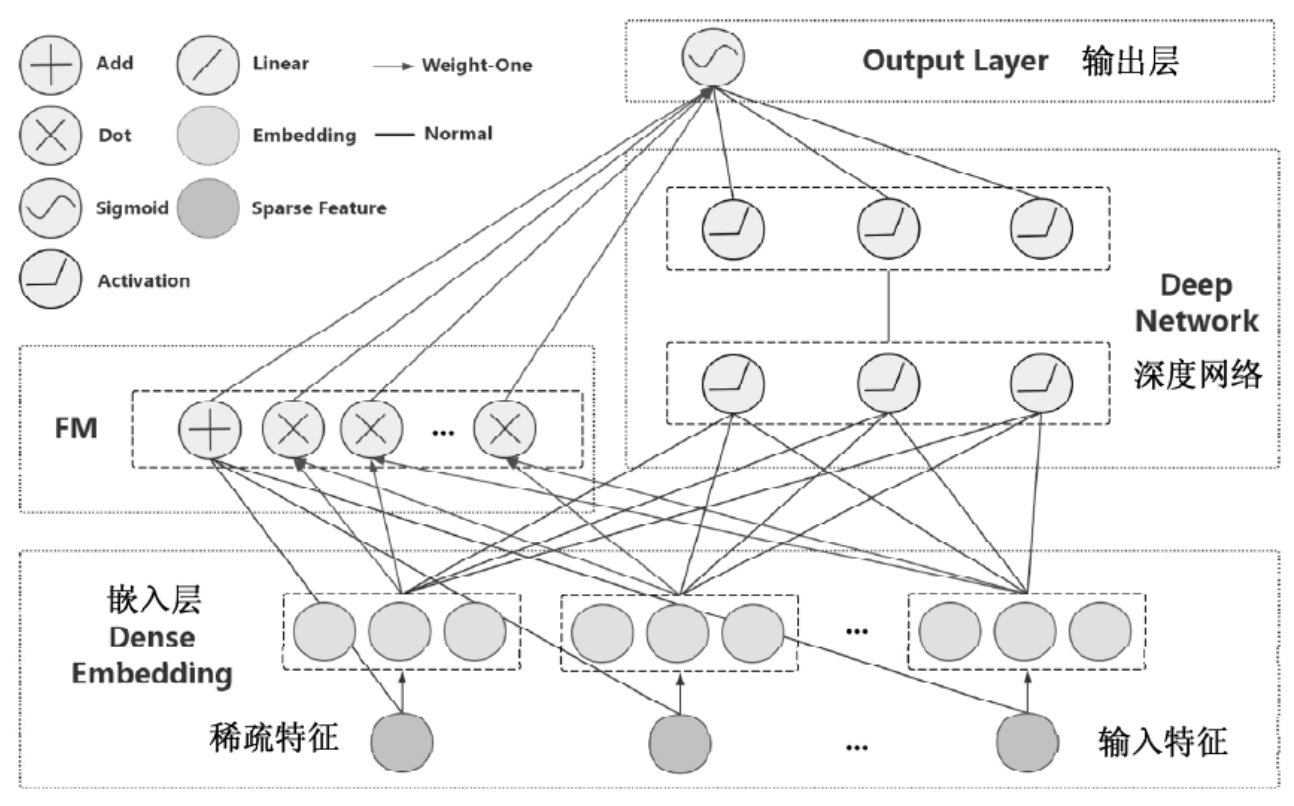 Add
Linear
Weight-One
Dot
Embedding
Normal
Sigmoid
Sparse Feature
Activation
Output Layer 输出层
Deep
Network
深度网络
FM
...
嵌入层
Dense
Embedding
...
稀疏特征
...
输入特征